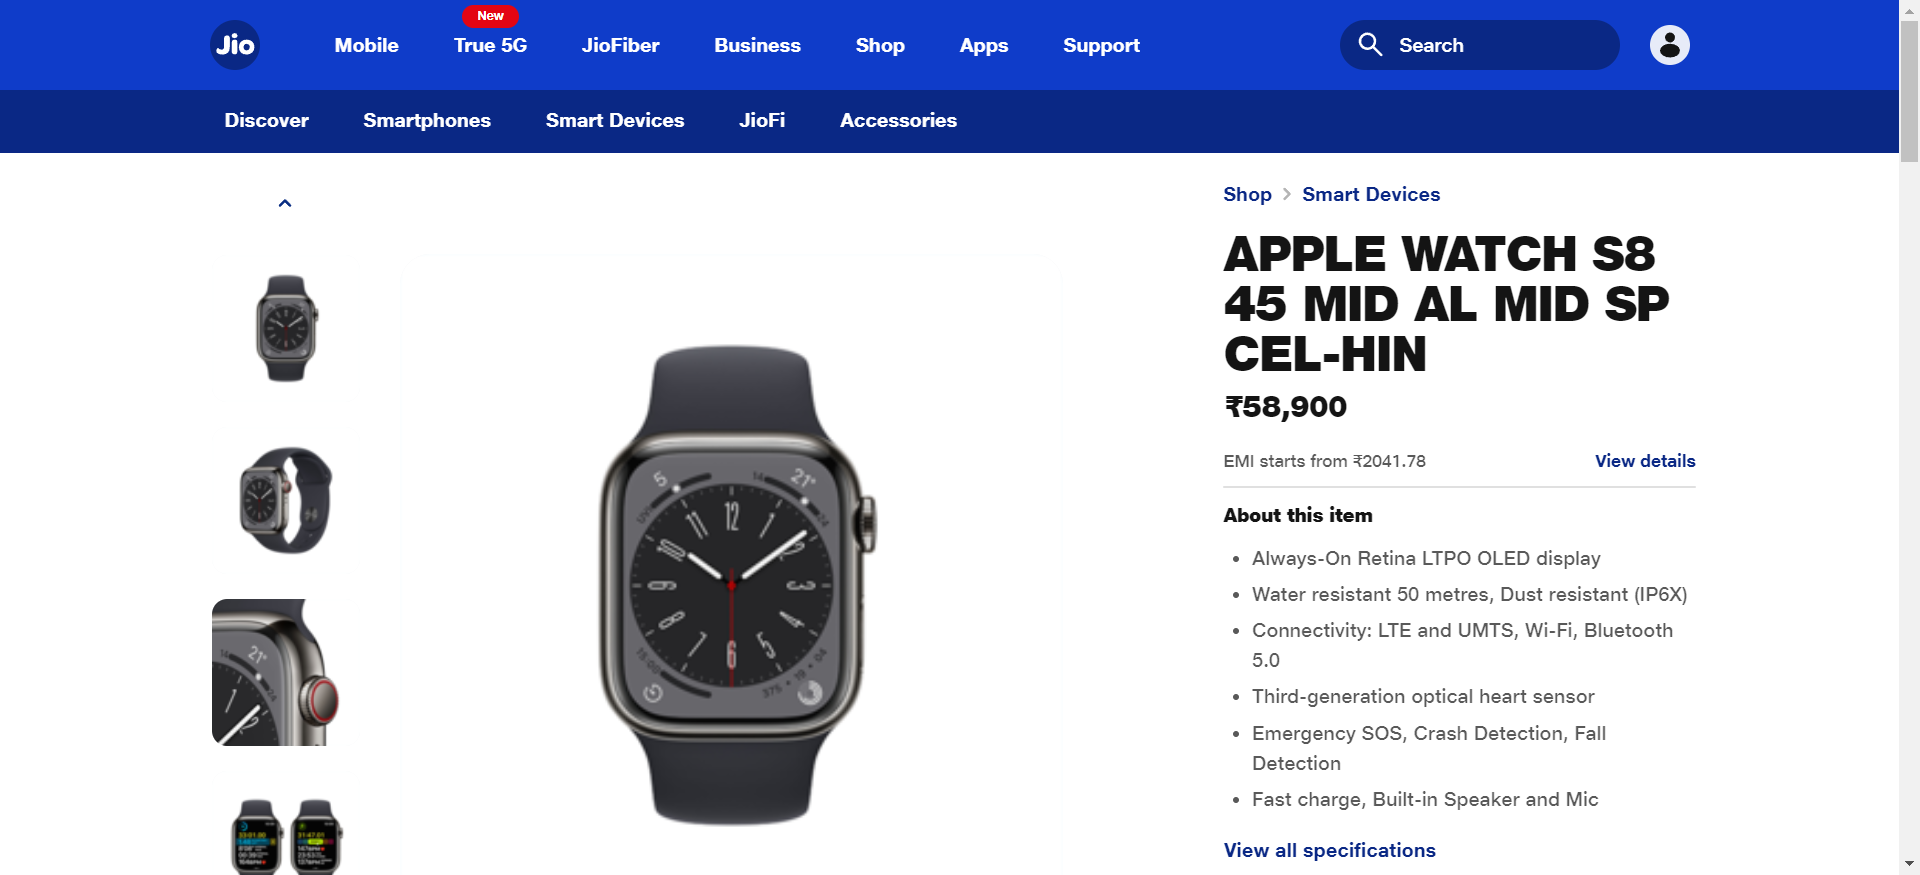 New
Jio
Mobile
True 5G
JioFiber
Business
Shop
Apps
Support
Search
Discover
Smartphones
Smart Devices
JioFi
Accessories
Shop > Smart Devices
APPLE WATCH S8
45 MID AL MID SP
CEL-HIN
₹58,900
EMI starts from ₹2041.78
View details
About this item
• Always-On Retina LTPO OLED display
• Water resistant 50 metres, Dust resistant (IP6X)
• Connectivity: LTE and UMTS, Wi-Fi, Bluetooth
5.0
• Third-generation optical heart sensor
• Emergency SOS, Crash Detection, Fall
Detection
• Fast charge, Built-in Speaker and Mic
View all specifications